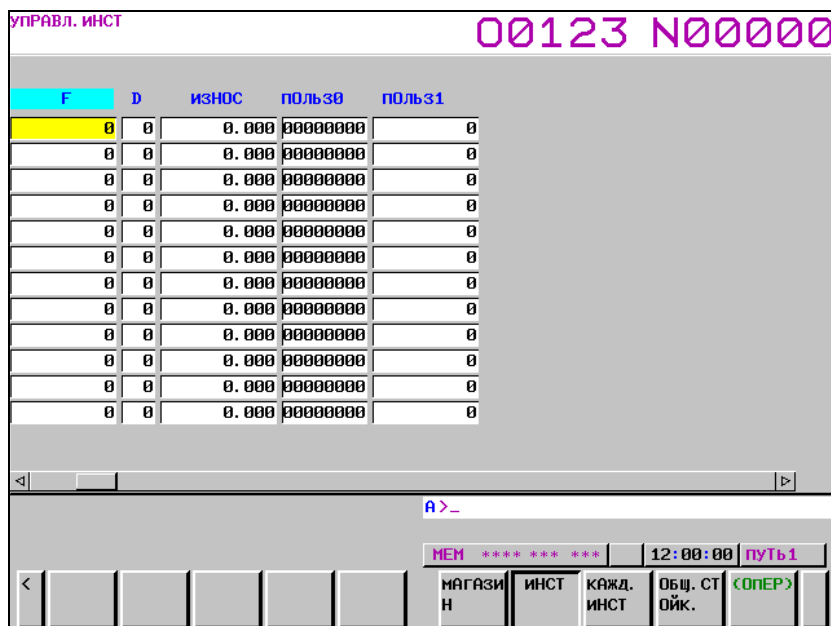 УПРАВЛ. ИНСТ
O0123 N00000
F D ИЗНОС ПОЛЬЗ0 ПОЛЬЗ1
0 0 0.000 00000000 0
0 0 0.000 00000000 0
0 0 0.000 00000000 0
0 0 0.000 00000000 0
0 0 0.000 00000000 0
0 0 0.000 00000000 0
0 0 0.000 00000000 0
0 0 0.000 00000000 0
0 0 0.000 00000000 0
0 0 0.000 00000000 0
0 0 0.000 00000000 0
0 0 0.000 00000000 0
A>_
MEM **** *** *** 12:00:00 ПУТЬ1
< МАГАЗИ ИНСТ КАЖД. ОБЩ. СТ (ОПЕР)
Н ИНСТ ОЙК.